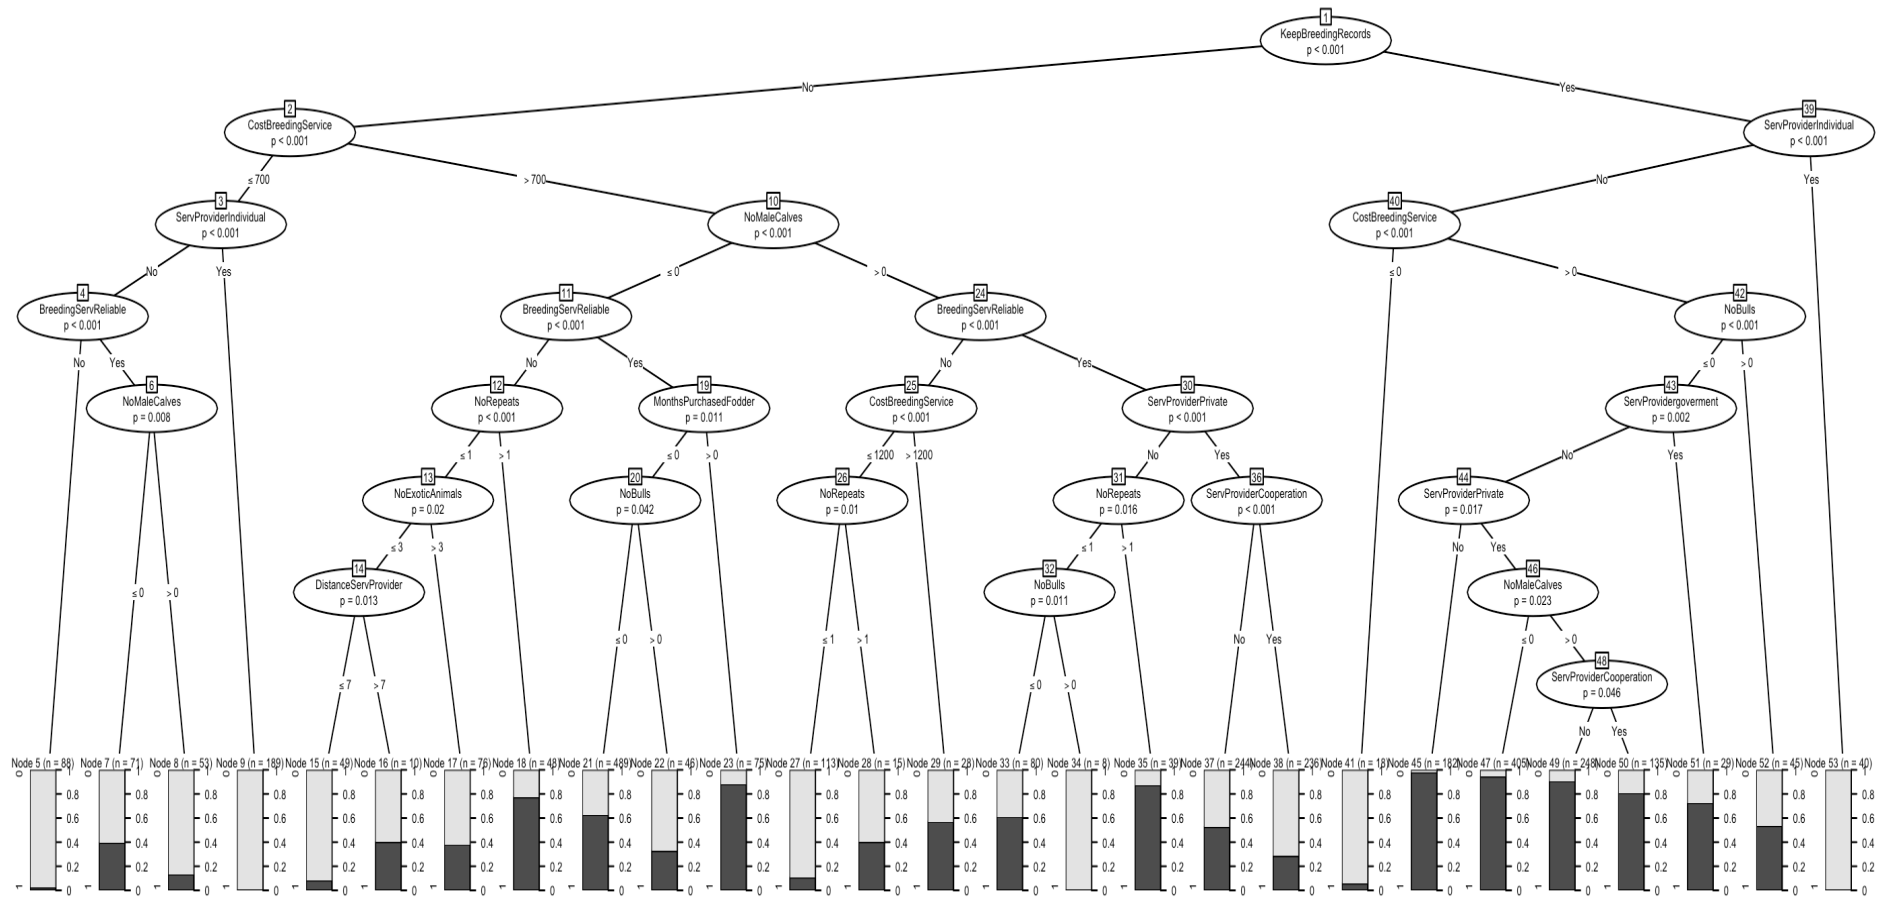 1
KeepBreedingRecords
p < 0.001
No
Yes
2
CostBreedingService
p < 0.001
39
ServProviderIndividual
p < 0.001
≤ 700
> 700
No
Yes
3
ServProviderIndividual
p < 0.001
10
NoMaleCalves
p < 0.001
40
CostBreedingService
p < 0.001
No
Yes
≤ 0
> 0
≤ 0
> 0
4
BreedingServReliable
p < 0.001
11
BreedingServReliable
p < 0.001
24
BreedingServReliable
p < 0.001
42
NoBulls
p < 0.001
No
Yes
No
Yes
No
Yes
≤ 0
> 0
6
NoMaleCalves
p = 0.008
12
NoRepeats
p < 0.001
19
MonthsPurchasedFodder
p = 0.011
25
CostBreedingService
p < 0.001
30
ServProviderPrivate
p < 0.001
43
ServProvidergoverment
p = 0.002
≤ 1
> 1
≤ 0
> 0
≤ 1200
> 1200
No
Yes
No
Yes
13
NoExoticAnimals
p = 0.02
20
NoBulls
p = 0.042
26
NoRepeats
p = 0.01
31
NoRepeats
p = 0.016
36
ServProviderCooperation
p < 0.001
44
ServProviderPrivate
p = 0.017
≤ 3
> 3
≤ 1
> 1
No
Yes
14
DistanceServProvider
p = 0.013
32
NoBulls
p = 0.011
46
NoMaleCalves
p = 0.023
≤ 0
> 0
≤ 0
> 0
≤ 1
> 1
No
Yes
≤ 0
> 0
48
ServProviderCooperation
p = 0.046
≤ 7
> 7
≤ 0
> 0
No
Yes
Node 5 (n = 88)
Node 7 (n = 71)
Node 8 (n = 53)
Node 9 (n = 189)
Node 15 (n = 49)
Node 16 (n = 10)
Node 17 (n = 76)
Node 18 (n = 48)
Node 21 (n = 489)
Node 22 (n = 46)
Node 23 (n = 75)
Node 27 (n = 113)
Node 28 (n = 15)
Node 29 (n = 28)
Node 33 (n = 80)
Node 34 (n = 8)
Node 35 (n = 39)
Node 37 (n = 244)
Node 38 (n = 236)
Node 41 (n = 18)
Node 45 (n = 182)
Node 47 (n = 405)
Node 49 (n = 248)
Node 50 (n = 135)
Node 51 (n = 29)
Node 52 (n = 45)
Node 53 (n = 40)